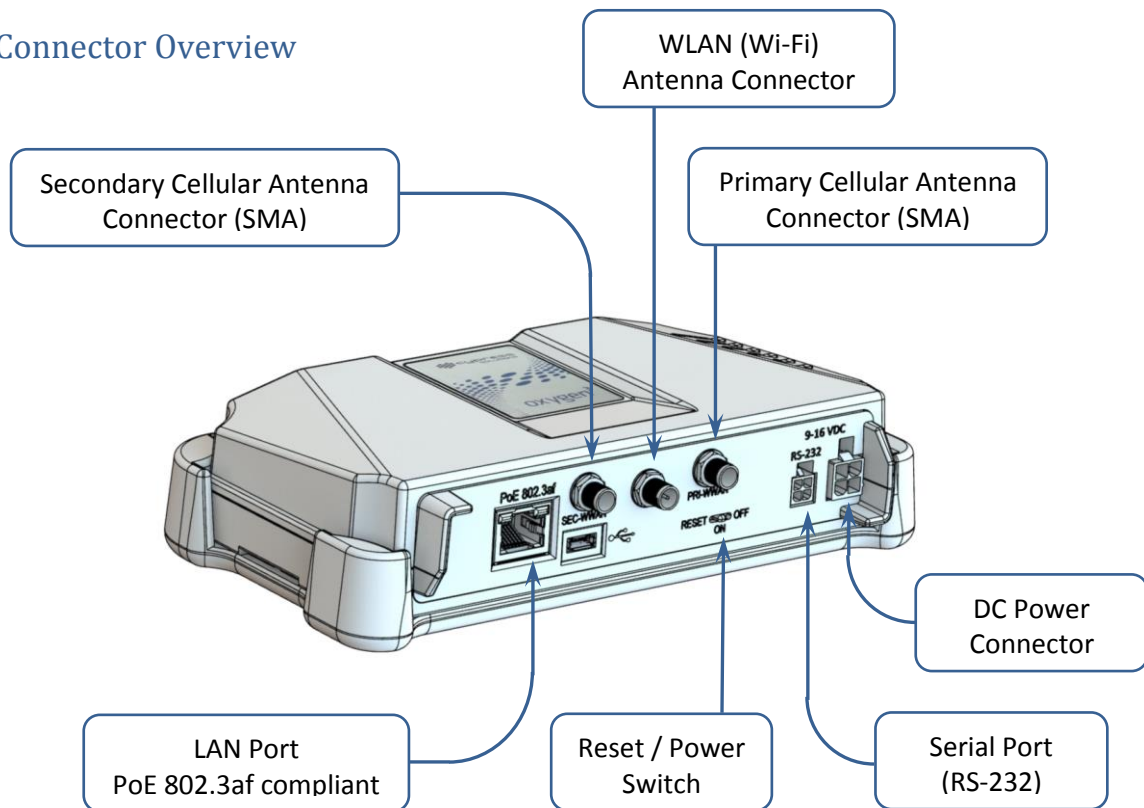 Connector Overview
WLAN (Wi-Fi)
Antenna Connector
Secondary Cellular Antenna
Connector (SMA)
Primary Cellular Antenna
Connector (SMA)
oxygen
9-16 VDC
RS-232
PoE 802.3af
SEC-WWAN
PRI-WWAN
RESET OFF
ON
DC Power
Connector
LAN Port
PoE 802.3af compliant
Reset / Power
Switch
Serial Port
(RS-232)